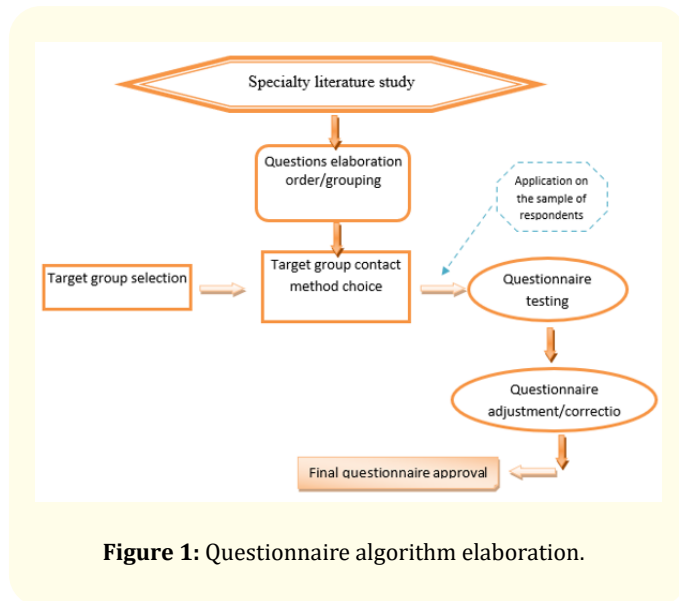 Specialty literature study
Questions elaboration
order/grouping
Application on
the sample of
respondents
Target group selection
Target group contact
method choice
Questionnaire
testing
Questionnaire
adjustment/correctio
Final questionnaire approval
Figure 1: Questionnaire algorithm elaboration.